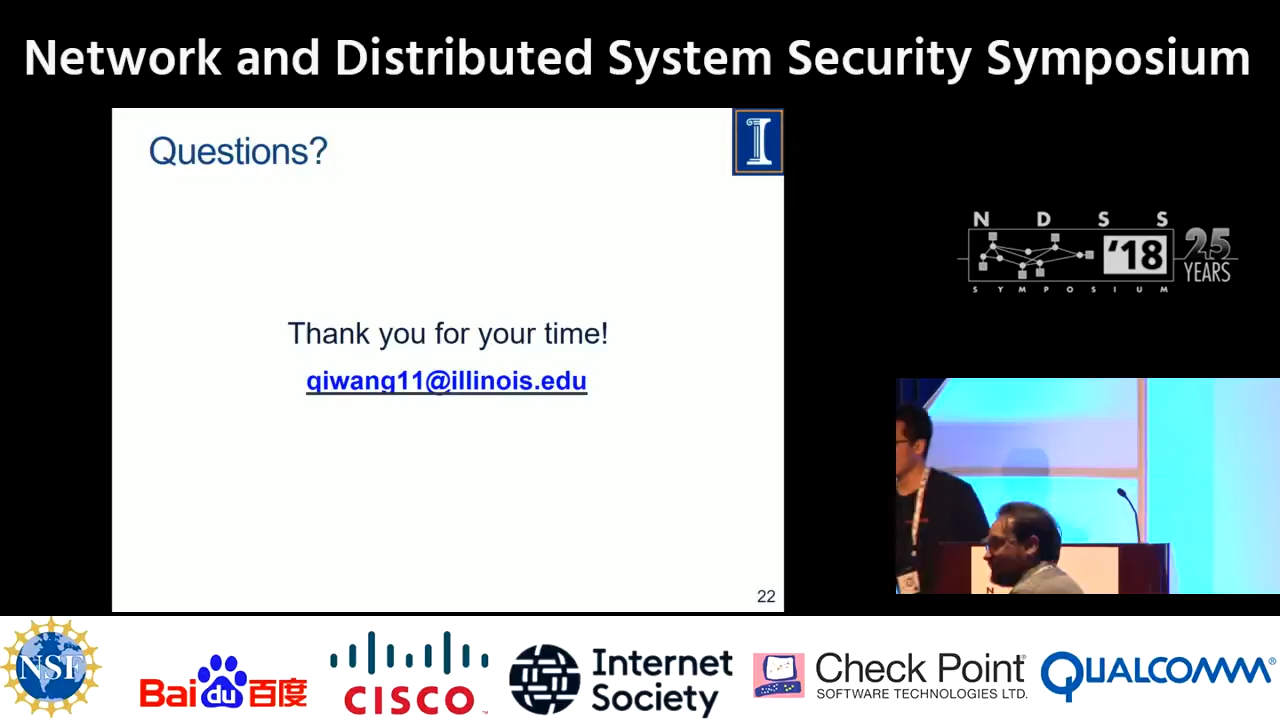 Network and Distributed System Security Symposium
Questions?
I
Thank you for your time!
qiwang11@illinois.edu
22
N D S S
'18
25
YEARS
SYMPOSIUM
NSF
Bai du 百度
CISCO
Internet
Society
Check Point
SOFTWARE TECHNOLOGIES LTD.
QUALCOMM®